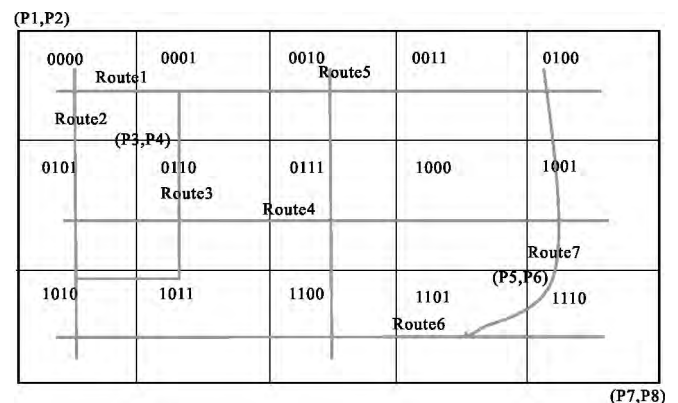 (P1,P2)
0000 0001 0010 0011 0100
Route1 Route5
Route2
(P3,P4)
0101 0110 0111 1000 1001
Route3
Route4
Route7
(P5,P6)
1010 1011 1100 1101 1110
Route6
(P7,P8)